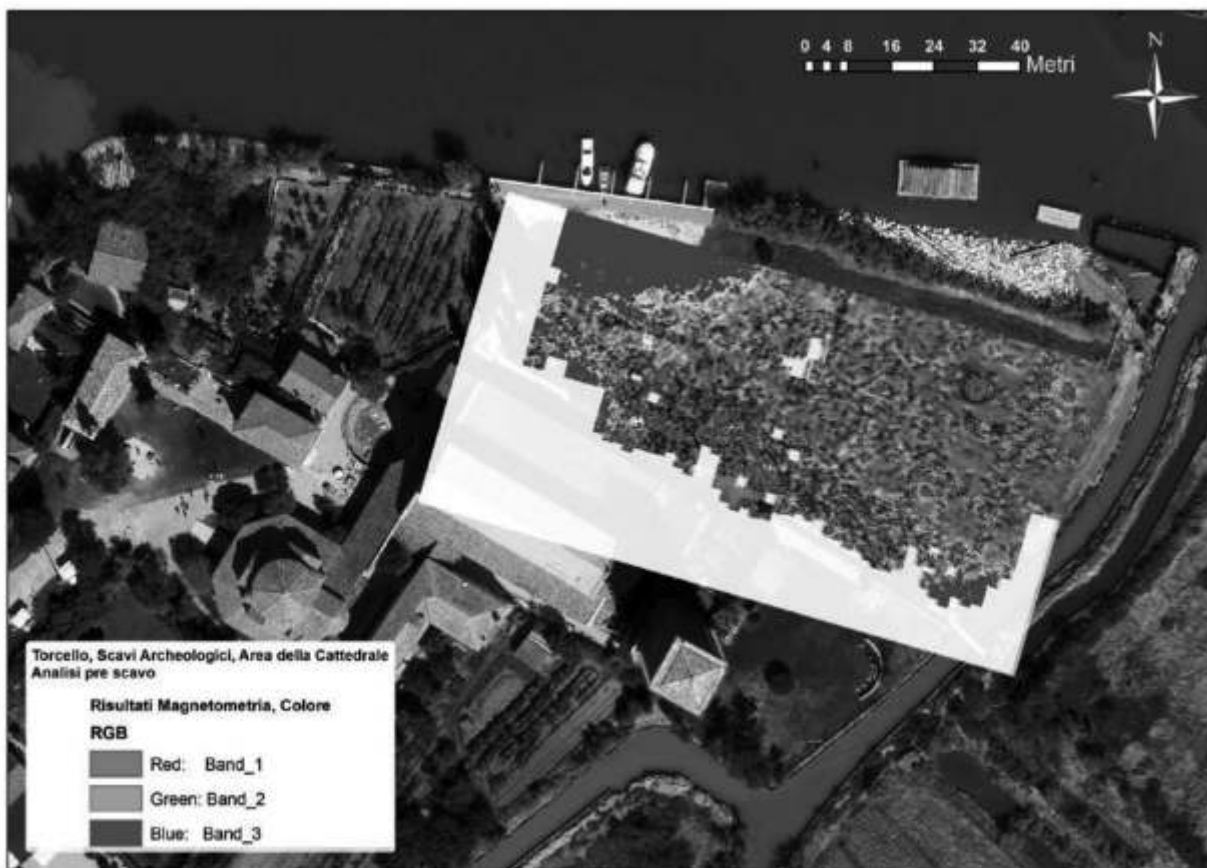 0 4 8 16 24 32 40
Metri
N
Torcello, Scavi Archeologici, Area della Cattedrale
Analisi pre scavo
Risultati Magnetometria, Colore
RGB
Red: Band_1
Green: Band_2
Blue: Band_3